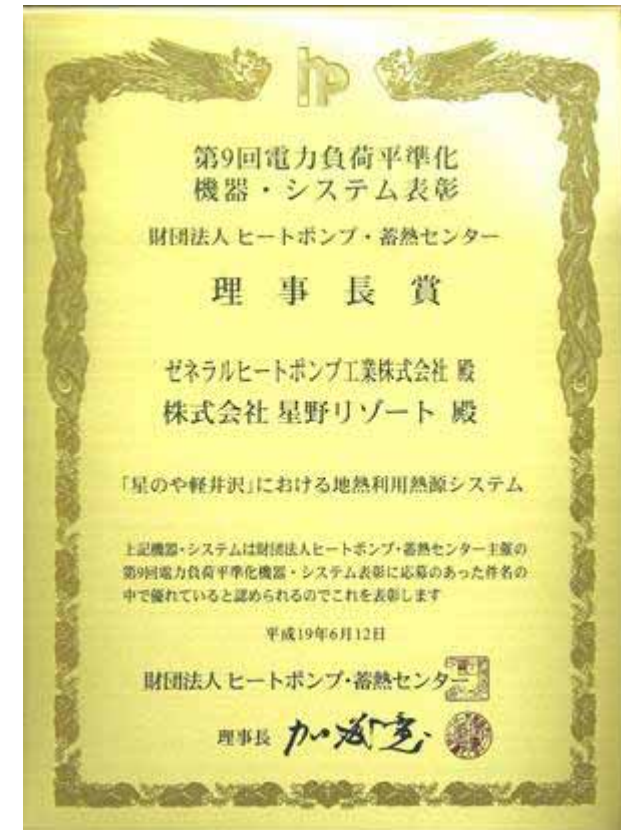 hp
第9回電力負荷平準化
機器・システム表彰
財団法人 ヒートポンプ・蓄熱センター
理事長賞
ゼネラルヒートポンプ工業株式会社 殿
株式会社 星野リゾート 殿
「星のや軽井沢」における地熱利用熱源システム
上記機器・システムは財団法人ヒートポンプ・蓄熱センター主催の
第9回電力負荷平準化機器・システム表彰に応募のあった件名の
中で優れていると認められるのでこれを表彰します
平成19年6月12日
財団法人 ヒートポンプ・蓄熱センター
理事長 加藤寛